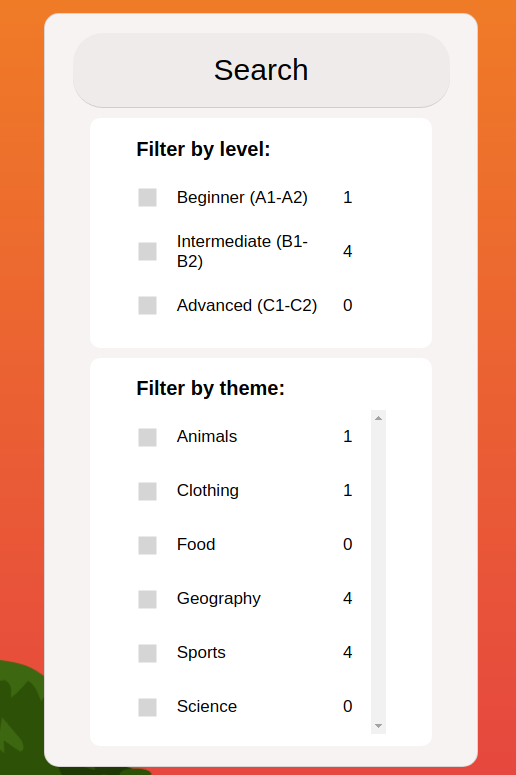 Search
Filter by level:
Beginner (A1-A2) 1
Intermediate (B1-
B2) 4
Advanced (C1-C2) 0
Filter by theme:
Animals 1
Clothing 1
Food 0
Geography 4
Sports 4
Science 0